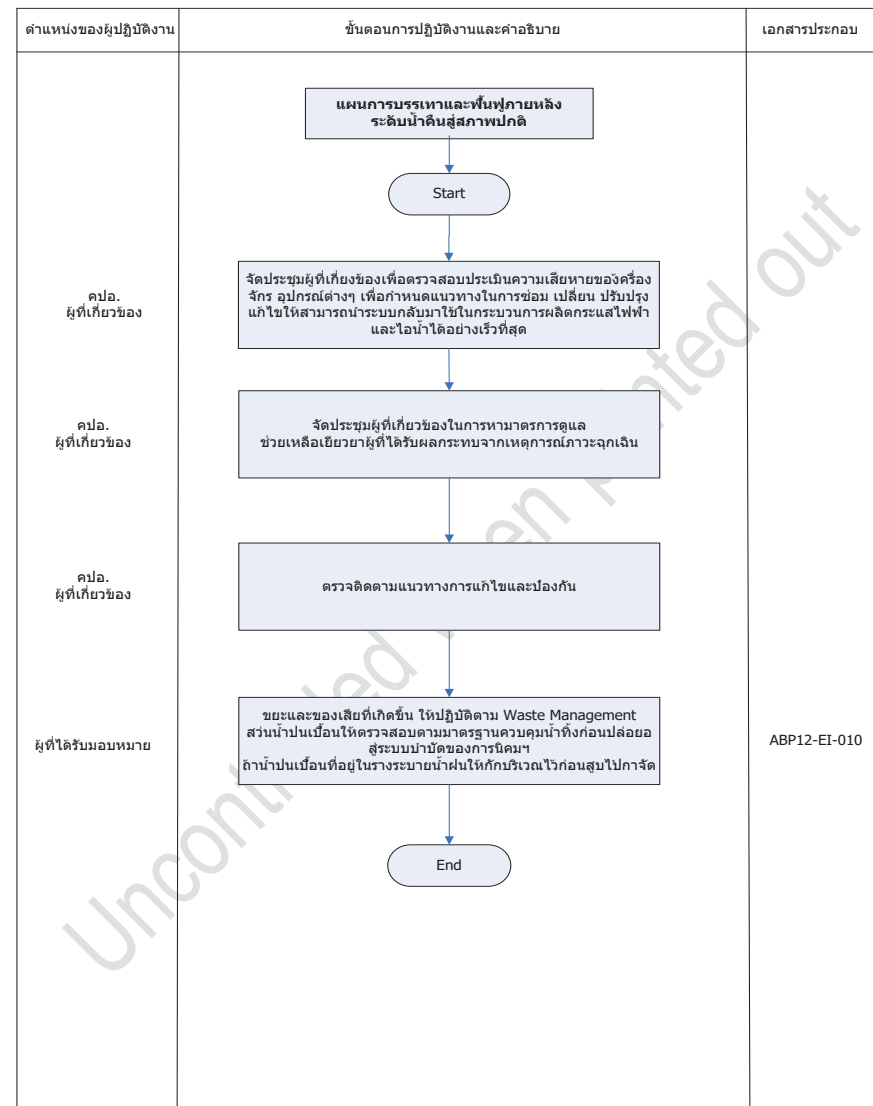 ตำแหน่งของผู้ปฏิบัติงาน
ขั้นตอนการปฏิบัติงานและคำอธิบาย
เอกสารประกอบ
แผนการบรรเทาและฟื้นฟูภายหลัง
ระดับน้ำคืนสู่สภาพปกติ
Start
คปอ.
ผู้ที่เกี่ยวข้อง
จัดประชุมผู้ที่เกี่ยงข้องเพื่อตรวจสอบประเมินความเสียหายของครื่อง
จักร อุปกรณ์ต่างๆ เพื่อกำหนดแนวทางในการซ่อม เปลี่ยน ปรับปรุง
แก้ไขให้สามารถนำระบบกลับมาใช้ในกระบวนการผลิตกระแสไฟฟ้า
และไอน้ำได้อย่างเร็วที่สุด
คปอ.
ผู้ที่เกี่ยวข้อง
จัดประชุมผู้ที่เกี่ยวข้องในการหามาตรการดูแล
ช่วยเหลือเยียวยาผู้ที่ได้รับผลกระทบจากเหตุการณ์ภาวะฉุกเฉิน
คปอ.
ผู้ที่เกี่ยวข้อง
ตรวจติดตามแนวทางการแก้ไขและป้องกัน
ผู้ที่ได้รับมอบหมาย
ขยะและของเสียที่เกิดขึ้น ให้ปฏิบัติตาม Waste Management
สว่นน้ำปนเปื้อนให้ตรวจสอบตามมาตรฐานควบคุมน้ำทิ้งก่อนปล่อยอ
สู่ระบบบำบัดของการนิคมฯ
ถ้าน้ำปนเปื้อนที่อยู่ในรางระบายน้ำฝนให้กักบริเวณไว้ก่อนสูบไปกาจัด
ABP12-EI-010
End
Uncontrolled when printed out